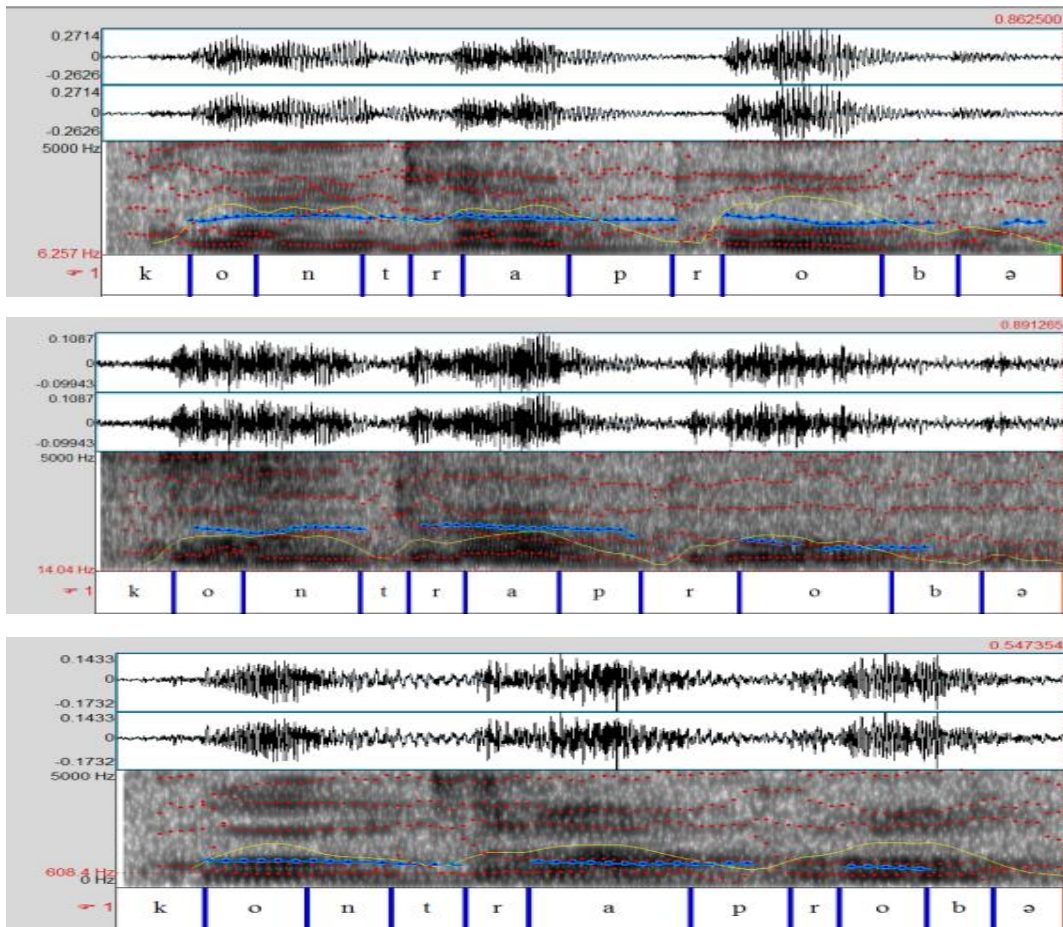 0.862500
0.2714
0
-0.2626
0.2714
0
-0.2626
5000 Hz
6.257 Hz
☞ 1 k o n t r a p r o b ə
0.891265
0.1087
0
-0.09943
0.1087
0
-0.09943
5000 Hz
14.04 Hz
☞ 1 k o n t r a p r o b ə
0.547354
0.1433
0
-0.1732
0.1433
0
-0.1732
5000 Hz
608.4 Hz
0 Hz
☞ 1 k o n t r a p r o b ə